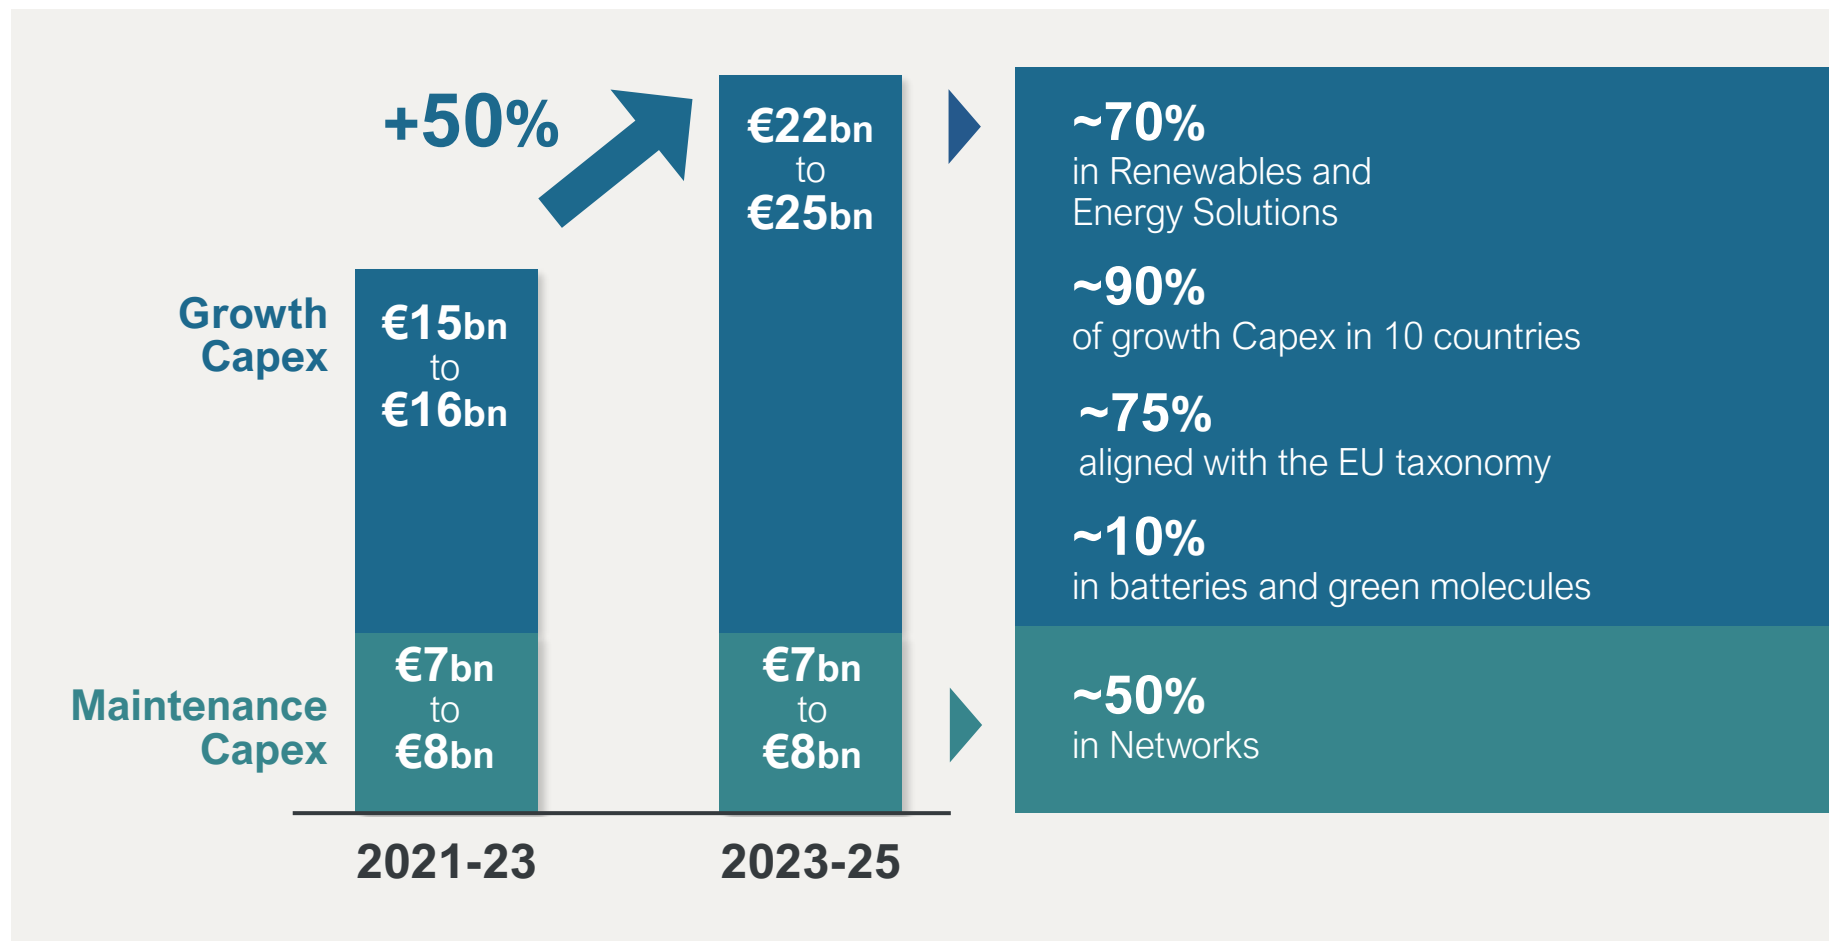 +50%
Growth
Capex
€15bn
to
€16bn
€22bn
to
€25bn
Maintenance
Capex
€7bn
to
€8bn
€7bn
to
€8bn
2021-23
2023-25
~70%
in Renewables and
Energy Solutions
~90%
of growth Capex in 10 countries
~75%
aligned with the EU taxonomy
~10%
in batteries and green molecules
~50%
in Networks